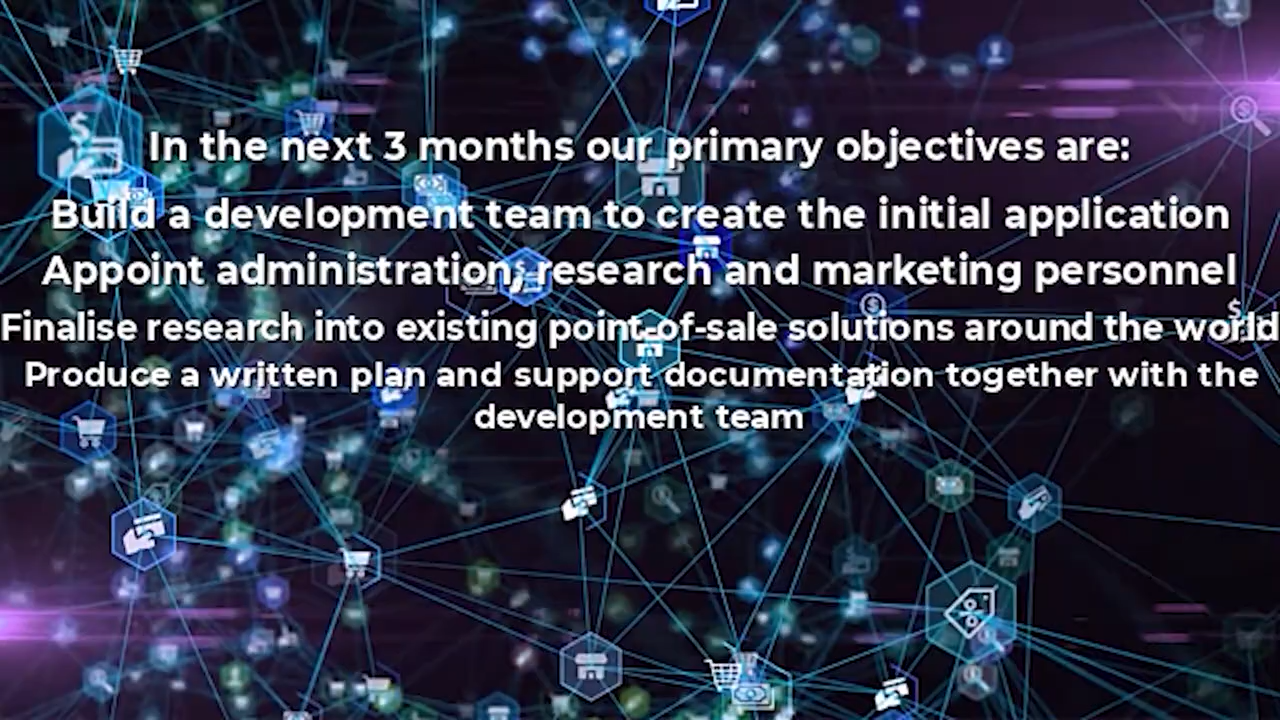 In the next 3 months our primary objectives are:
Build a development team to create the initial application
Appoint administration, research and marketing personnel
Finalise research into existing point-of-sale solutions around the world
Produce a written plan and support documentation together with the
development team